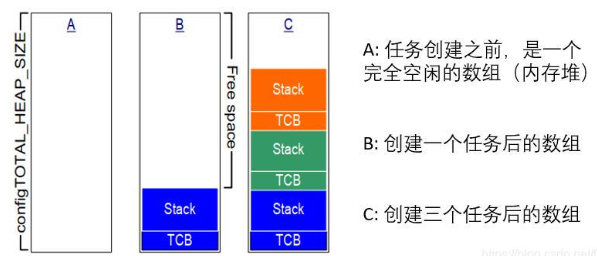 configTOTAL_HEAP_SIZE
A
B
Free space
C
Stack
TCB
Stack
TCB
Stack
TCB
Stack
TCB
A: 任务创建之前，是一个
完全空闲的数组（内存堆）
B: 创建一个任务后的数组
C: 创建三个任务后的数组
https://blog.csdn.net/